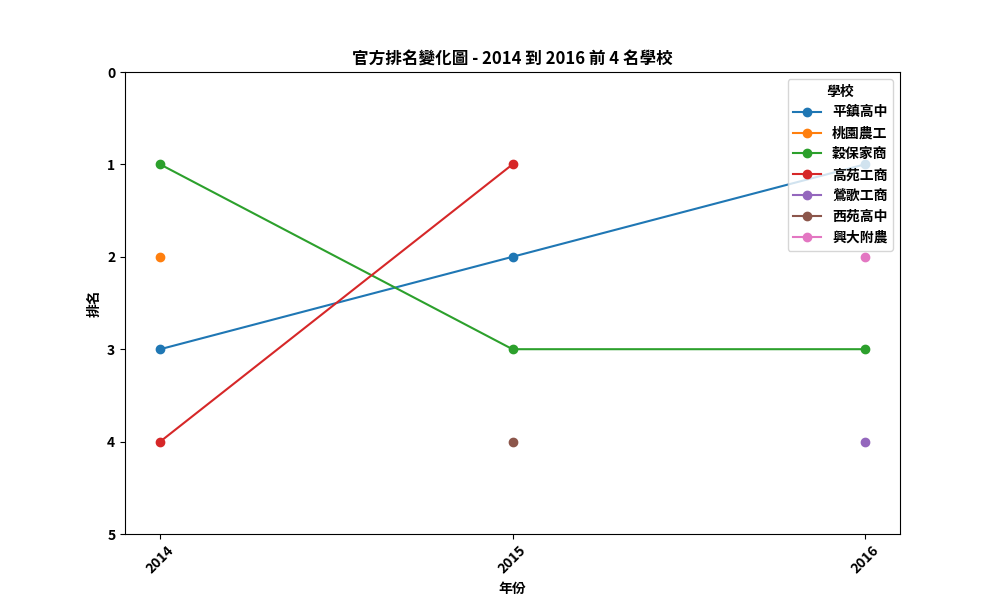 官方排名變化圖 - 2014 到 2016 前 4 名學校
學校
平鎮高中
桃園農工
穀保家商
高苑工商
鶯歌工商
西苑高中
興大附農
0
1
2
3
4
5
排名
2014
2015
2016
年份